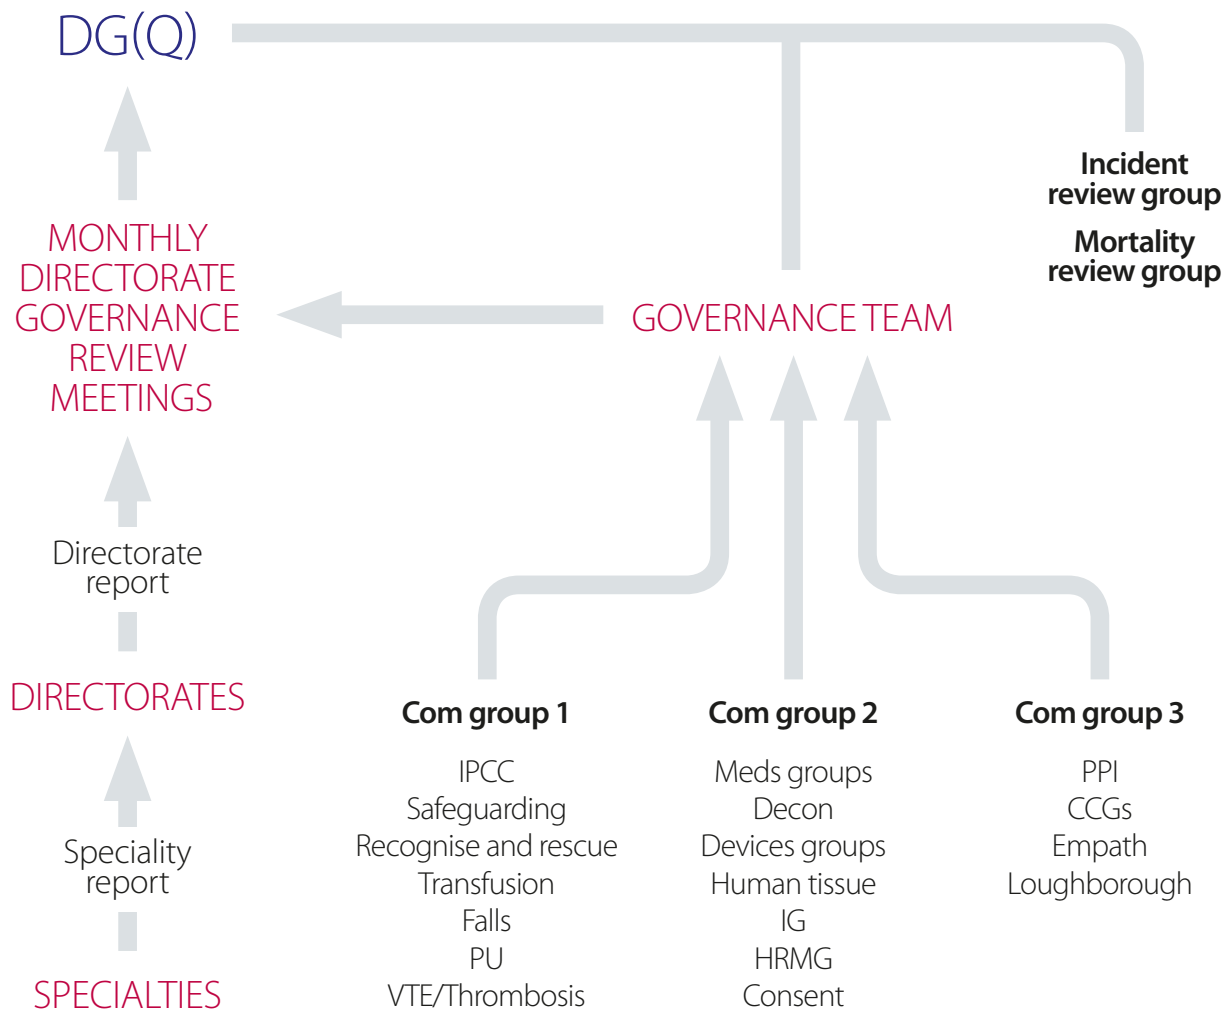 DG(Q)
Incident
review group
Mortality
review group
MONTHLY
DIRECTORATE
GOVERNANCE
REVIEW
MEETINGS
GOVERNANCE TEAM
Directorate
report
DIRECTORATES
Speciality
report
SPECIALTIES
Com group 1
IPCC
Safeguarding
Recognise and rescue
Transfusion
Falls
PU
VTE/Thrombosis
Com group 2
Meds groups
Decon
Devices groups
Human tissue
IG
HRMG
Consent
Com group 3
PPI
CCGs
Empath
Loughborough